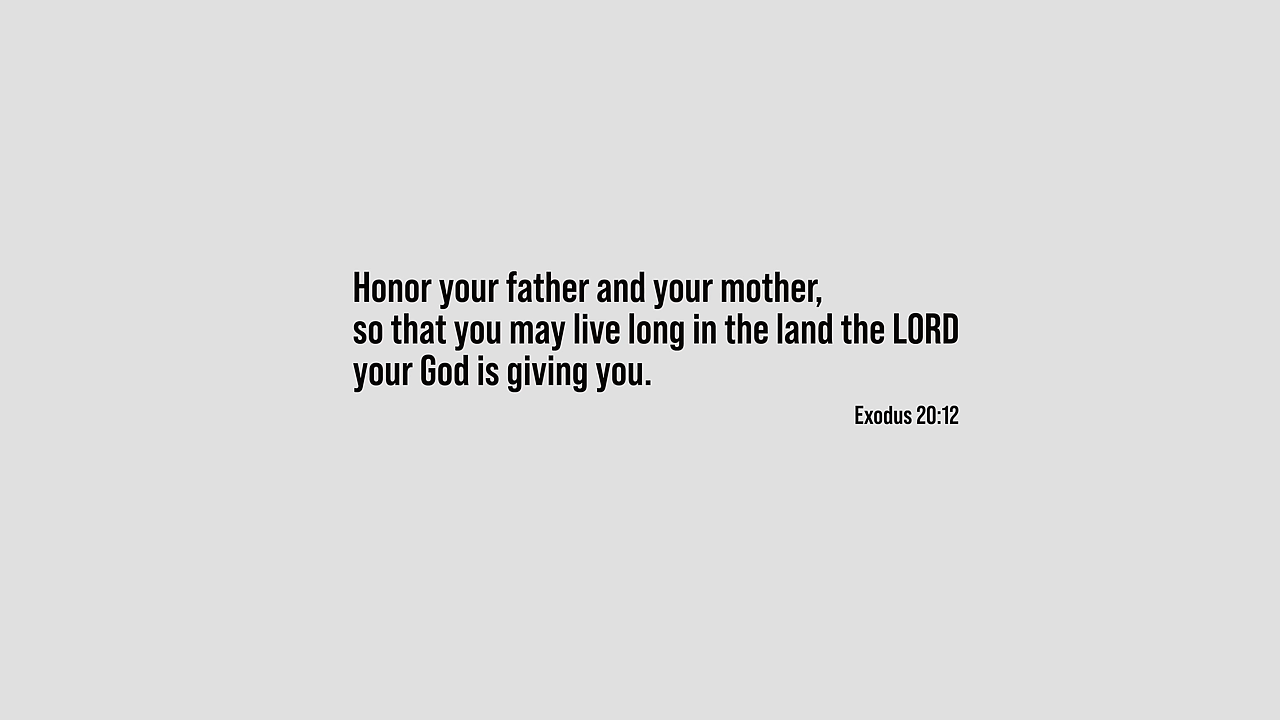 Honor your father and your mother,
so that you may live long in the land the LORD
your God is giving you.
Exodus 20:12